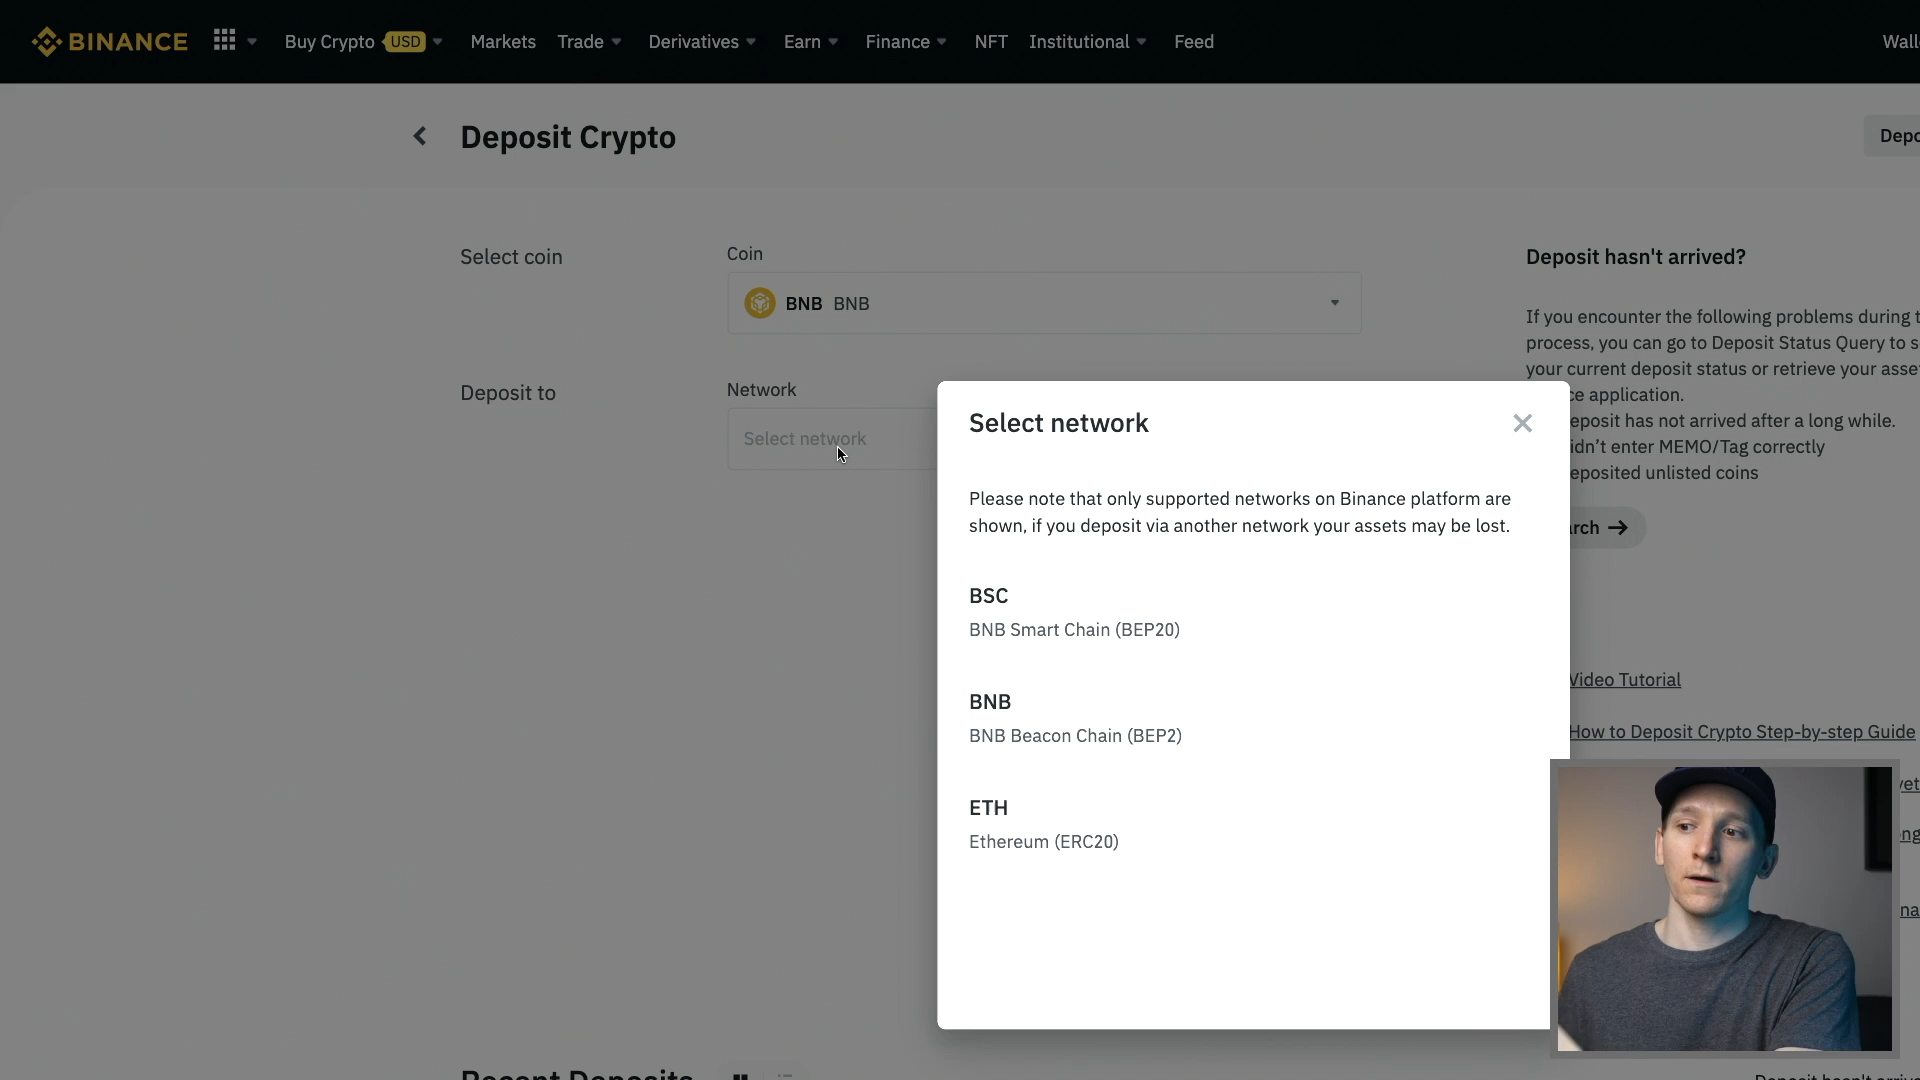 BINANCE
Buy Crypto USD Markets Trade Derivatives Earn Finance NFT Institutional Feed
Deposit Crypto
Select coin
Coin
BNB BNB
Deposit to
Network
Select network
Deposit hasn't arrived?
If you encounter the following problems during
process, you can go to Deposit Status Query to
your current deposit status or retrieve your
application.
has not arrived after a long while.
enter MEMO/Tag correctly
unlisted coins
Video Tutorial
How to Deposit Crypto Step-by-step Guide
Select network
Please note that only supported networks on Binance platform are
shown, if you deposit via another network your assets may be lost.
BSC
BNB Smart Chain (BEP20)
BNB
BNB Beacon Chain (BEP2)
ETH
Ethereum (ERC20)
Recent Deposits